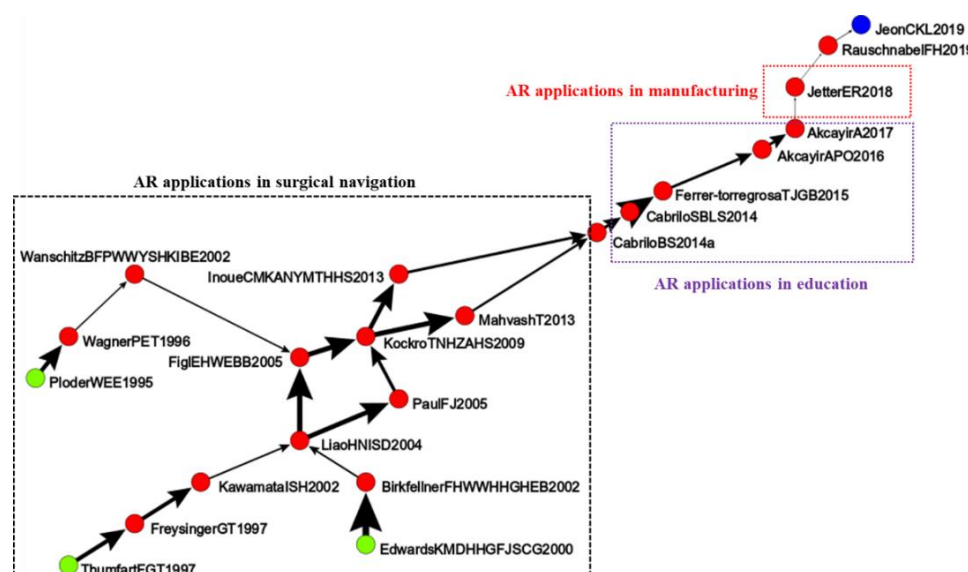 JeonCKL2019
RauschnabelFH2019
AR applications in manufacturing
JetterER2018
AkcayirA2017
AkcayirAPO2016
AR applications in surgical navigation
Ferrer-torregrosaTJGB2015
CabriloSBLS2014
CabriloBS2014a
WanschitzBFPWWYSHKIBE2002
InoueCMKANYMTHHS2013
AR applications in education
MahvashT2013
WagnerPET1996
KockroTNHZAHS2009
FiglEHWEBB2005
PloderWEE1995
PaulFJ2005
LiaoHNISD2004
KawamataISH2002
BirkfellnerFHWWHHGHEB2002
FreysingerGT1997
EdwardsKMDHHGFJSCG2000
ThumfartFGT1997